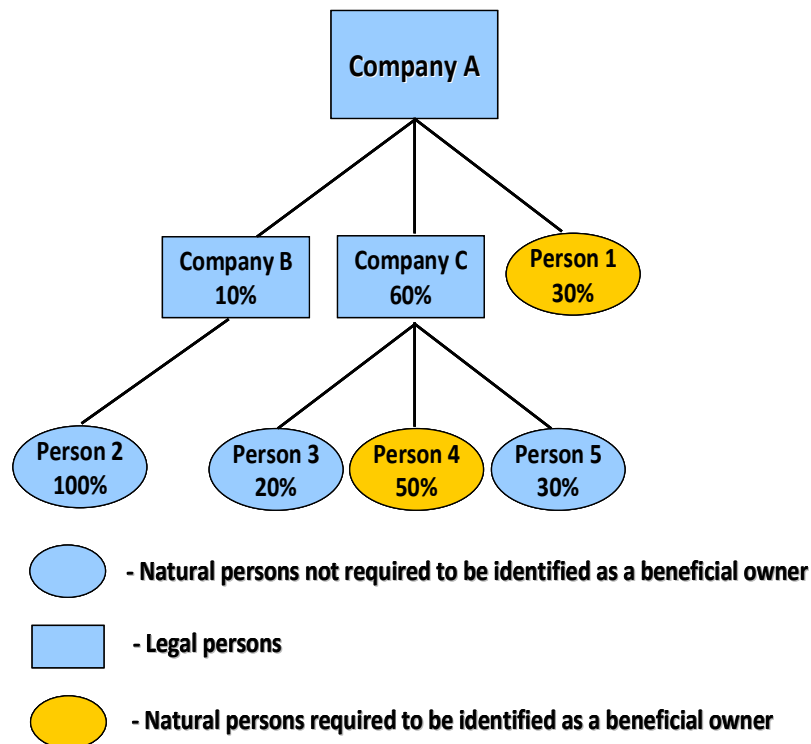 Company A
Company B
10%
Company C
60%
Person 1
30%
Person 2
100%
Person 3
20%
Person 4
50%
Person 5
30%
- Natural persons not required to be identified as a beneficial owner
- Legal persons
- Natural persons required to be identified as a beneficial owner